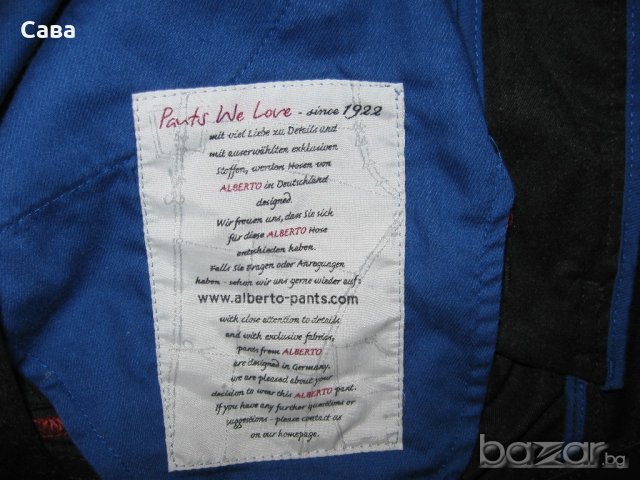 Сава
Pants We Love - since 1922
mit viel Liebe zu Details und
mit auserwählten exklusiven
Stoffen, werden Hosen von
ALBERTO in Deutschland
designed.
Wir freuen uns, dass Sie sich
für diese ALBERTO Hose
entschieden haben.
Falls Sie Fragen oder Anregungen
haben - sehen wir uns gerne wieder auf:
www.alberto-pants.com
with close attention to details
and with exclusive fabrics,
pants from ALBERTO
are designed in Germany.
we are pleased about your
decision to wear this ALBERTO pant.
If you have any further questions or
suggestions - please contact us
on our homepage.
bazar.bg